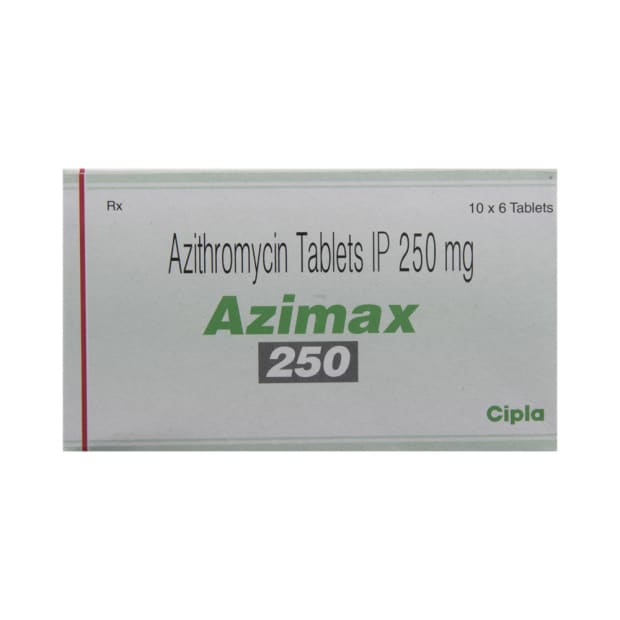 Rx
10 x 6 Tablets
Azithromycin Tablets IP 250 mg
Azimax
250
Cipla